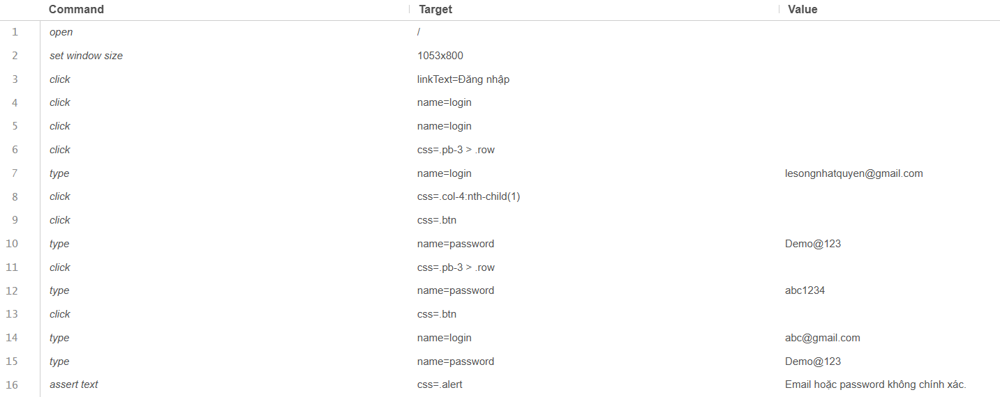 Command Target Value
1 open /
2 set window size 1053x800
3 click linkText=Đăng nhập
4 click name=login
5 click name=login
6 click css=.pb-3 > .row
7 type name=login lesongnhatquyen@gmail.com
8 click css=.col-4:nth-child(1)
9 click css=.btn
10 type name=password Demo@123
11 click css=.pb-3 > .row
12 type name=password abc1234
13 click css=.btn
14 type name=login abc@gmail.com
15 type name=password Demo@123
16 assert text css=.alert Email hoặc password không chính xác.